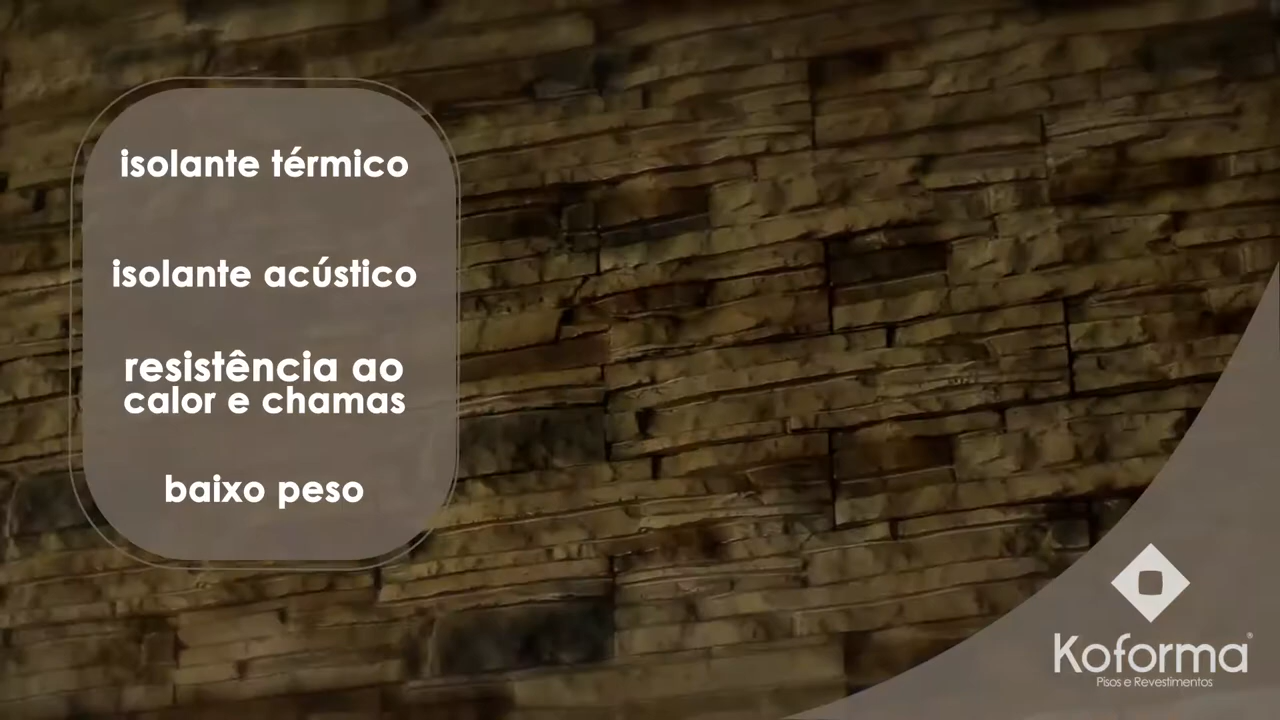 isolante térmico
isolante acústico
resistência ao
calor e chamas
baixo peso
Koforma®
Pisos e Revestimentos